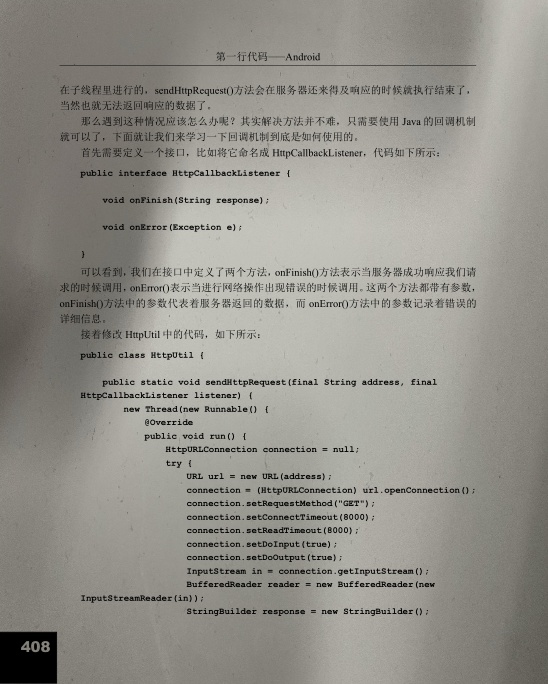 第一行代码——Android
在子线程里进行的，sendHttpRequest()方法会在服务器还来得及响应的时候就执行结束了，
当然也就无法返回响应的数据了。
那么遇到这种情况应该怎么办呢？其实解决方法并不难，只需要使用 Java 的回调机制
就可以了，下面就让我们来学习一下回调机制到底是如何使用的。
首先需要定义一个接口，比如将它命名成 HttpCallbackListener，代码如下所示：
public interface HttpCallbackListener {
void onFinish(String response);
void onError(Exception e);
}
可以看到，我们在接口中定义了两个方法，onFinish()方法表示当服务器成功响应我们请
求的时候调用，onError()表示当进行网络操作出现错误的时候调用。这两个方法都带有参数，
onFinish()方法中的参数代表着服务器返回的数据，而 onError()方法中的参数记录着错误的
详细信息。
接着修改 HttpUtil 中的代码，如下所示：
public class HttpUtil {
public static void sendHttpRequest(final String address, final
HttpCallbackListener listener) {
new Thread(new Runnable() {
@Override
public void run() {
HttpURLConnection connection = null;
try {
URL url = new URL(address);
connection = (HttpURLConnection) url.openConnection();
connection.setRequestMethod("GET");
connection.setConnectTimeout(8000);
connection.setReadTimeout(8000);
connection.setDoInput(true);
connection.setDoOutput(true);
InputStream in = connection.getInputStream();
BufferedReader reader = new BufferedReader(new
InputStreamReader(in));
StringBuilder response = new StringBuilder();
408